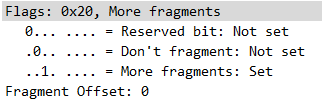 Flags: 0x20, More fragments
0... .... = Reserved bit: Not set
.0.. .... = Don't fragment: Not set
..1. .... = More fragments: Set
Fragment Offset: 0